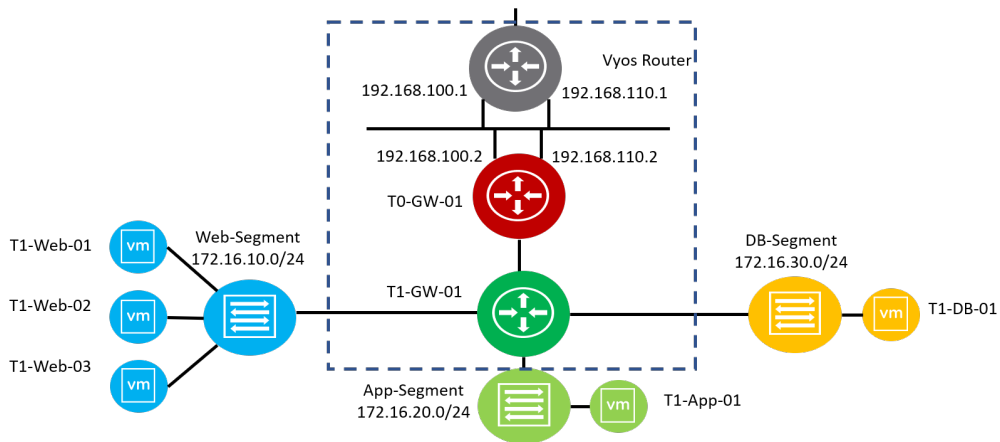 Vyos Router
192.168.100.1
192.168.110.1
192.168.100.2
192.168.110.2
T0-GW-01
T1-Web-01
Web-Segment
172.16.10.0/24
DB-Segment
172.16.30.0/24
T1-GW-01
T1-Web-02
T1-DB-01
T1-Web-03
App-Segment
172.16.20.0/24
T1-App-01
vm
vm
vm
vm
vm